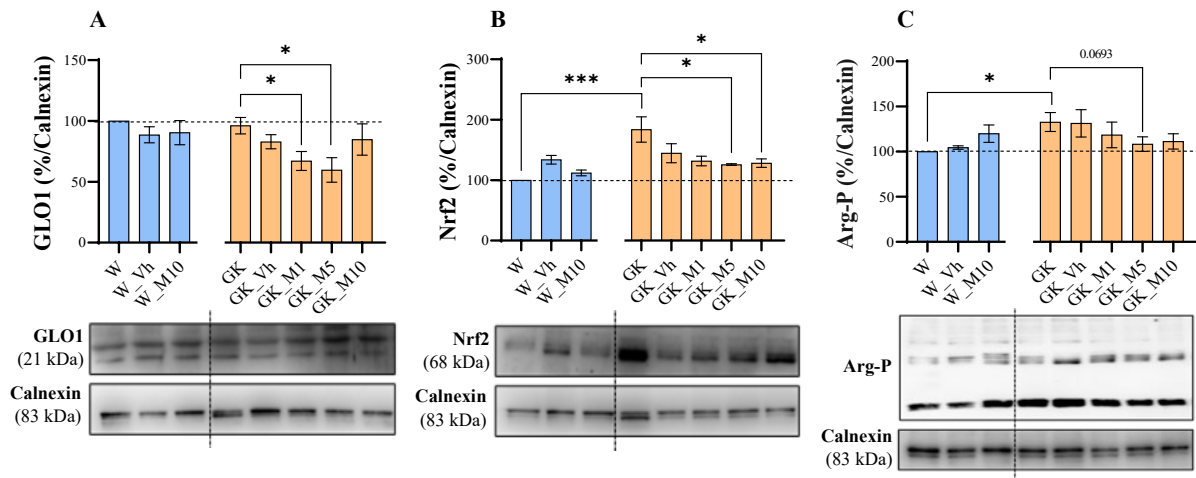 A
GLO1 (%/Calnexin)
150
100
50
0
*
*
W
W_Vh
W_M10
GK
GK_Vh
GK_M1
GK_M5
GK_M10
GLO1
(21 kDa)
Calnexin
(83 kDa)
B
Nrf2 (%/Calnexin)
300
200
100
0
***
*
*
W
W_Vh
W_M10
GK
GK_Vh
GK_M1
GK_M5
GK_M10
Nrf2
(68 kDa)
Calnexin
(83 kDa)
C
Arg-P (%/Calnexin)
200
150
100
50
0
*
0.0693
W
W_Vh
W_M10
GK
GK_Vh
GK_M1
GK_M5
GK_M10
Arg-P
Calnexin
(83 kDa)